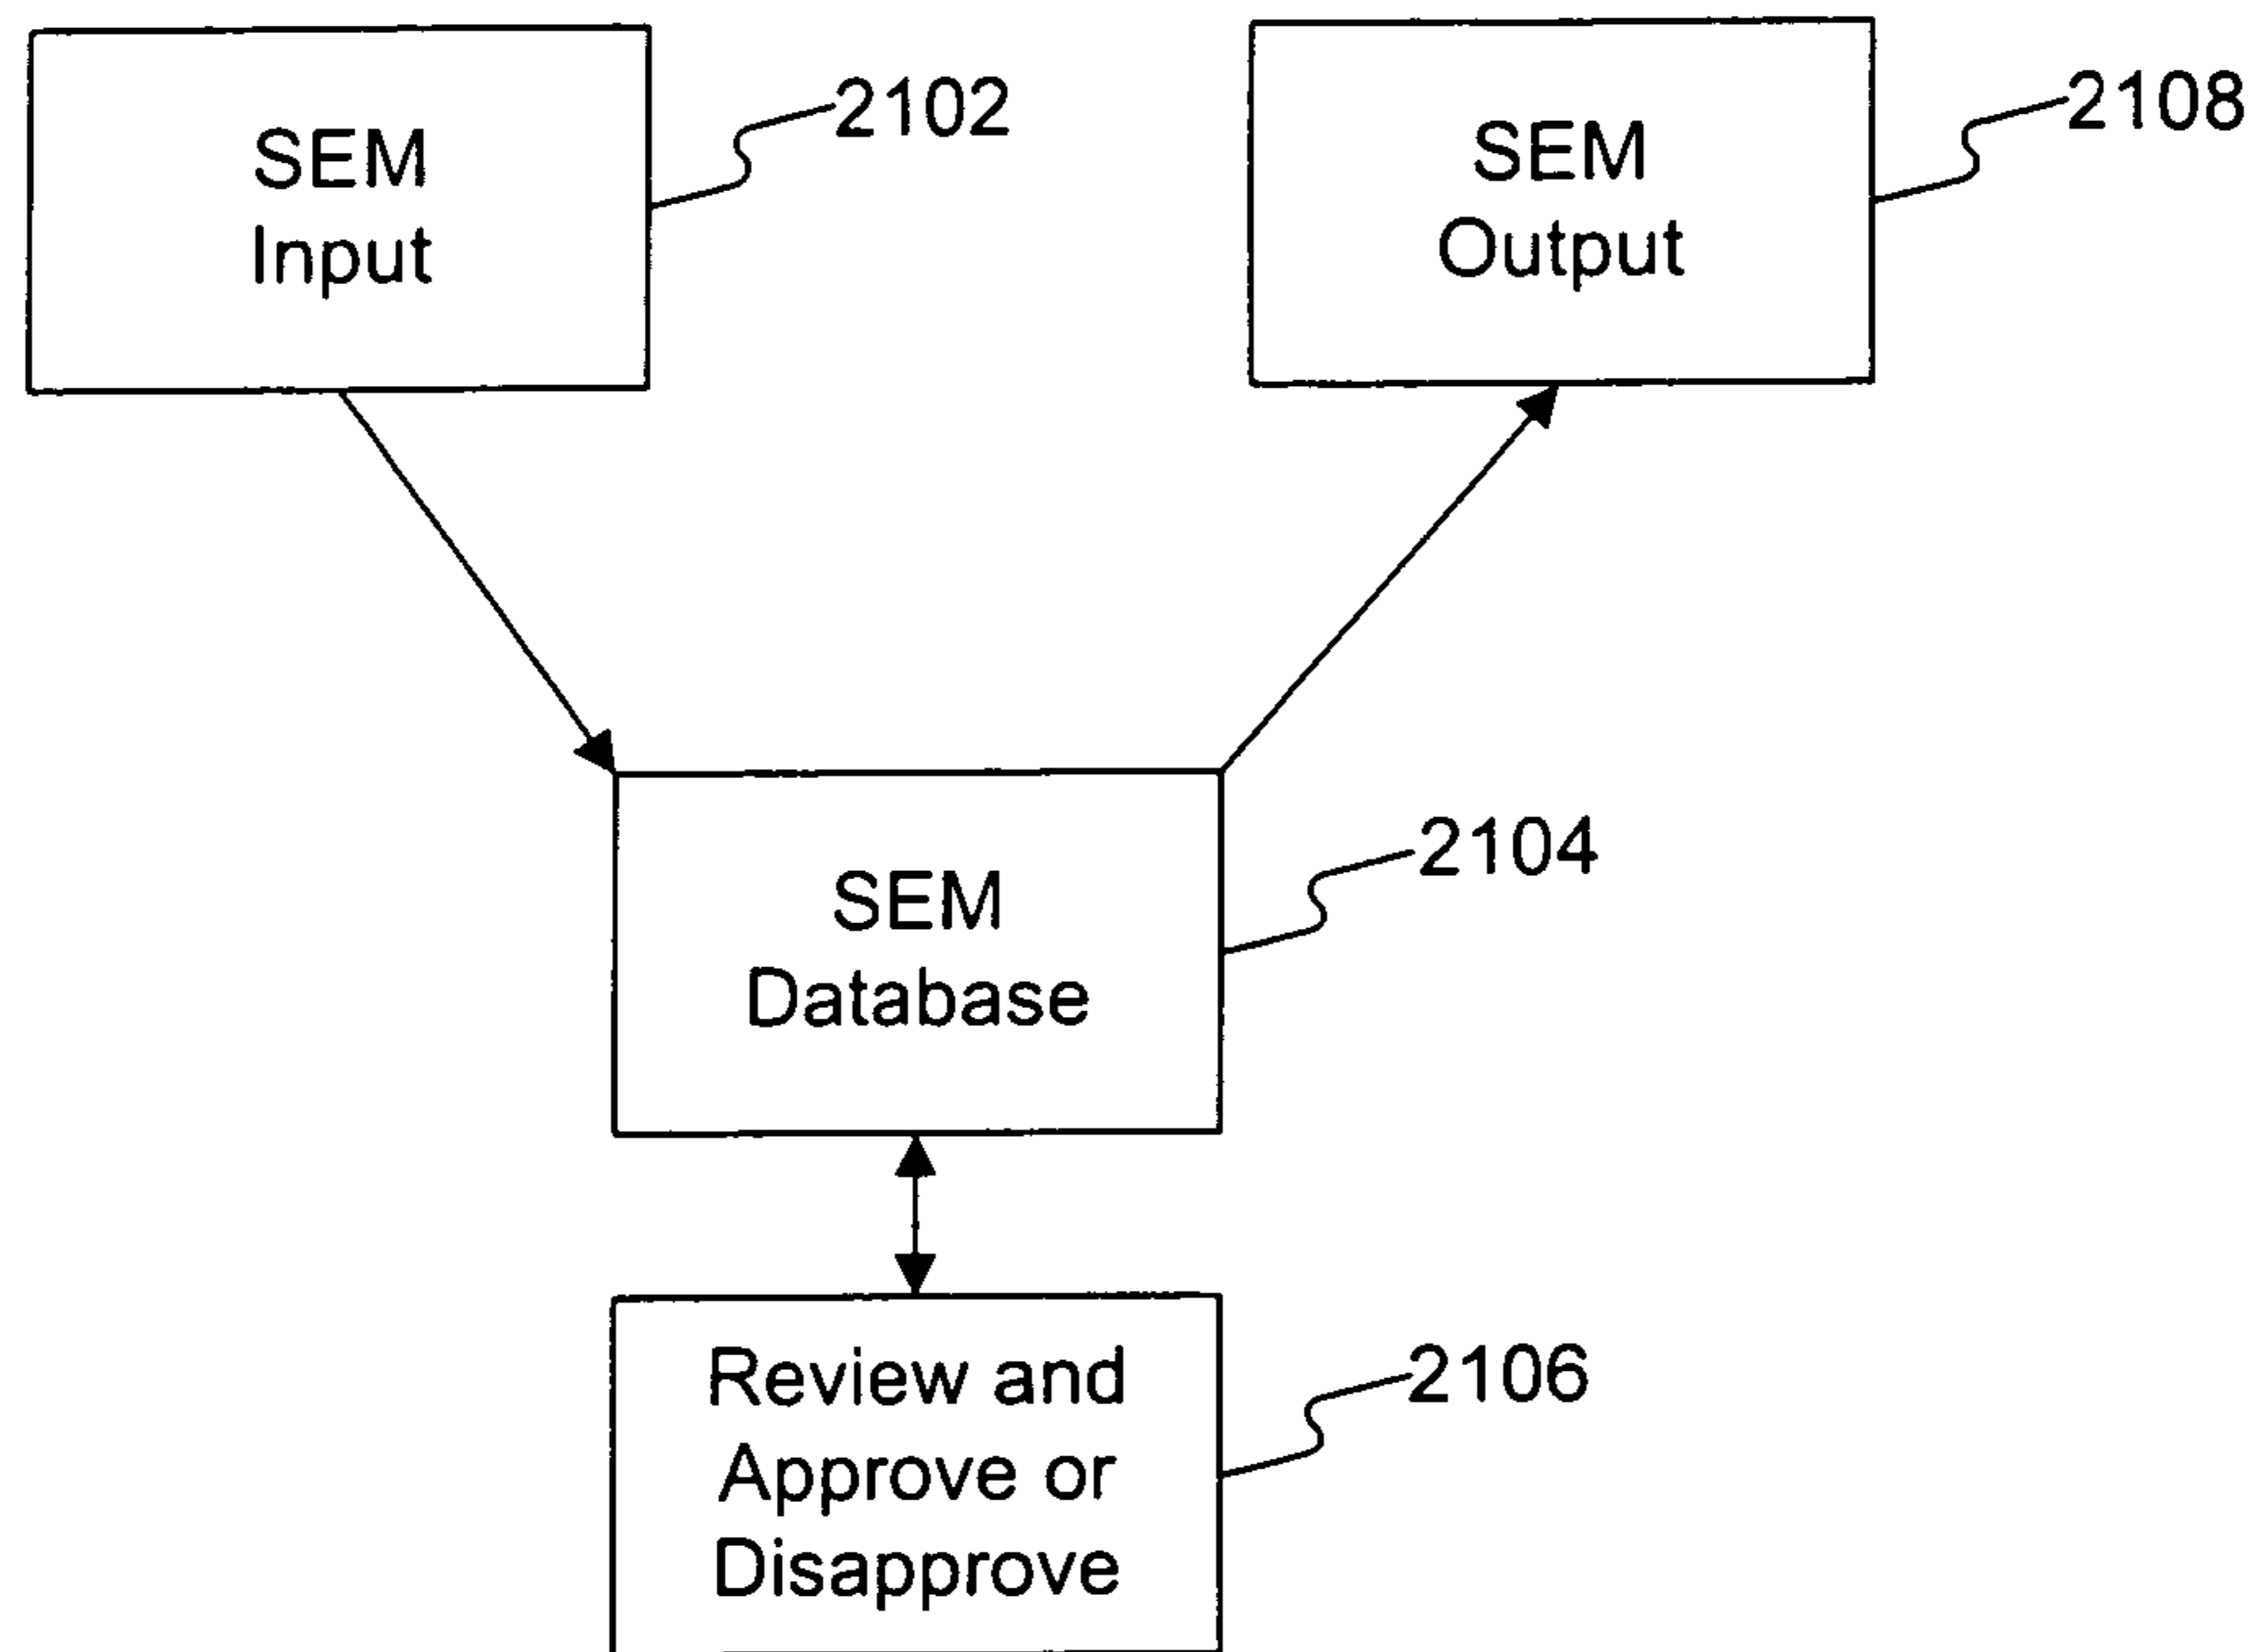 SEM
Input
2102
SEM
Output
2108
SEM
Database
2104
Review and
Approve or
Disapprove
2106